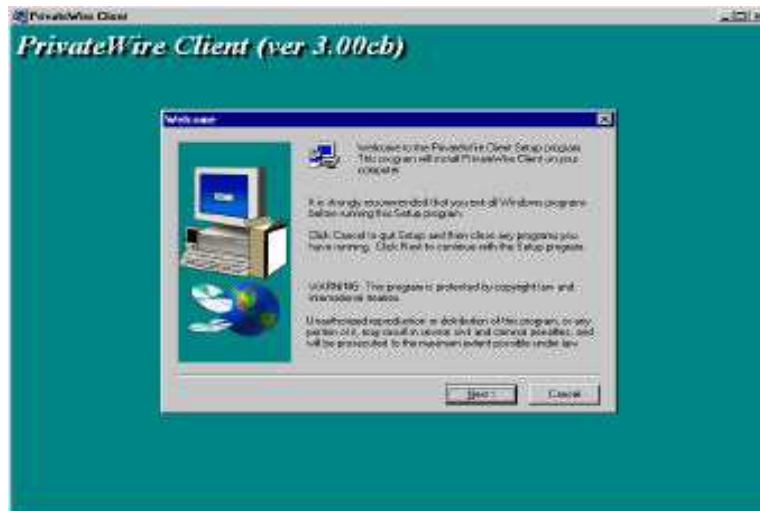 PrivateWire Client
PrivateWire Client (ver 3.00cb)
Welcome
Welcome to the PrivateWire Client Setup program.
This program will install PrivateWire Client on your
computer.
It is strongly recommended that you exit all Windows programs
before running this Setup program.
Click Cancel to quit Setup and then close any programs you
have running. Click Next to continue with the Setup program.
WARNING: This program is protected by copyright law and
international treaties.
Unauthorized reproduction or distribution of this program, or any
portion of it, may result in severe civil and criminal penalties, and
will be prosecuted to the maximum extent possible under law.
Next >
Cancel